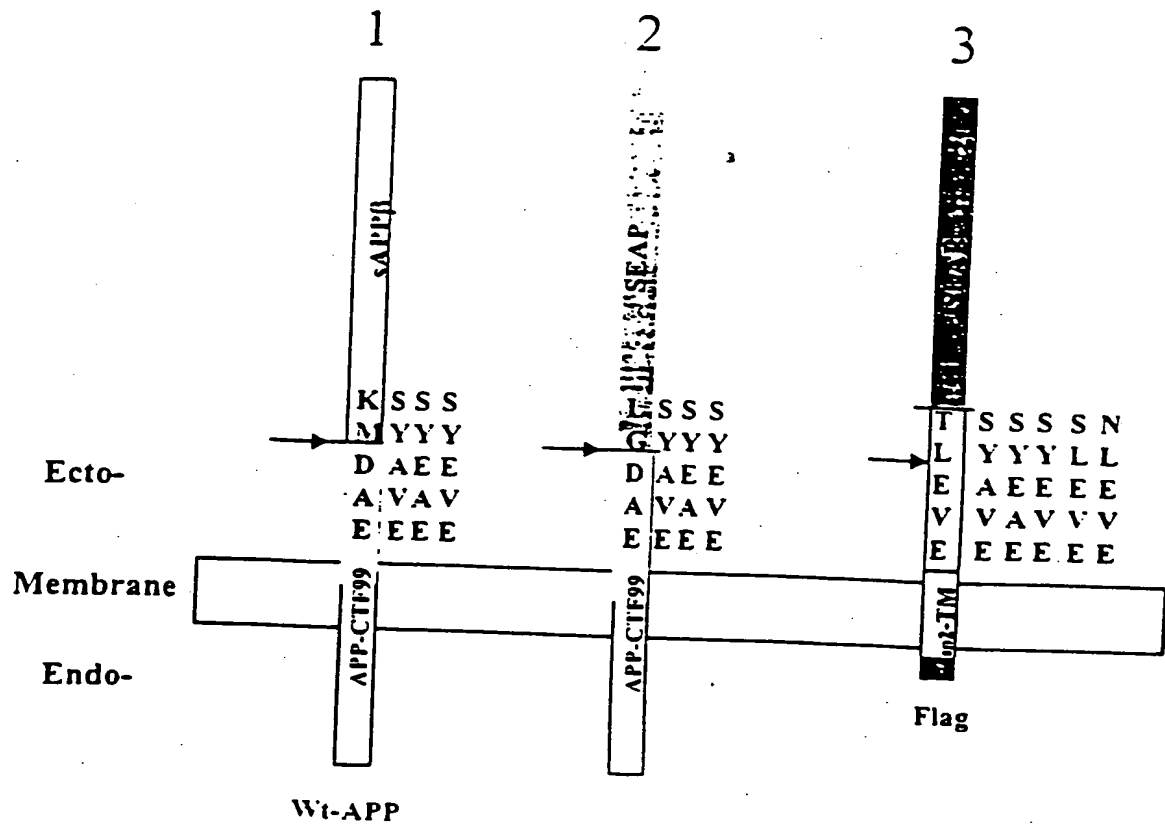 1 2 3
sAPPβ
SEAP
K S S S
M Y Y Y
D A E E
A V A V
E E E E
S S S
Y Y Y
D A E E
A V A V
E E E E
T S S S S N
L Y Y Y L L
E A E E E E
V V A V V V
E E E E E E
Ecto-
Membrane
APP-CTF99
APP-CTF99
-TM
Endo-
Flag
Wt-APP